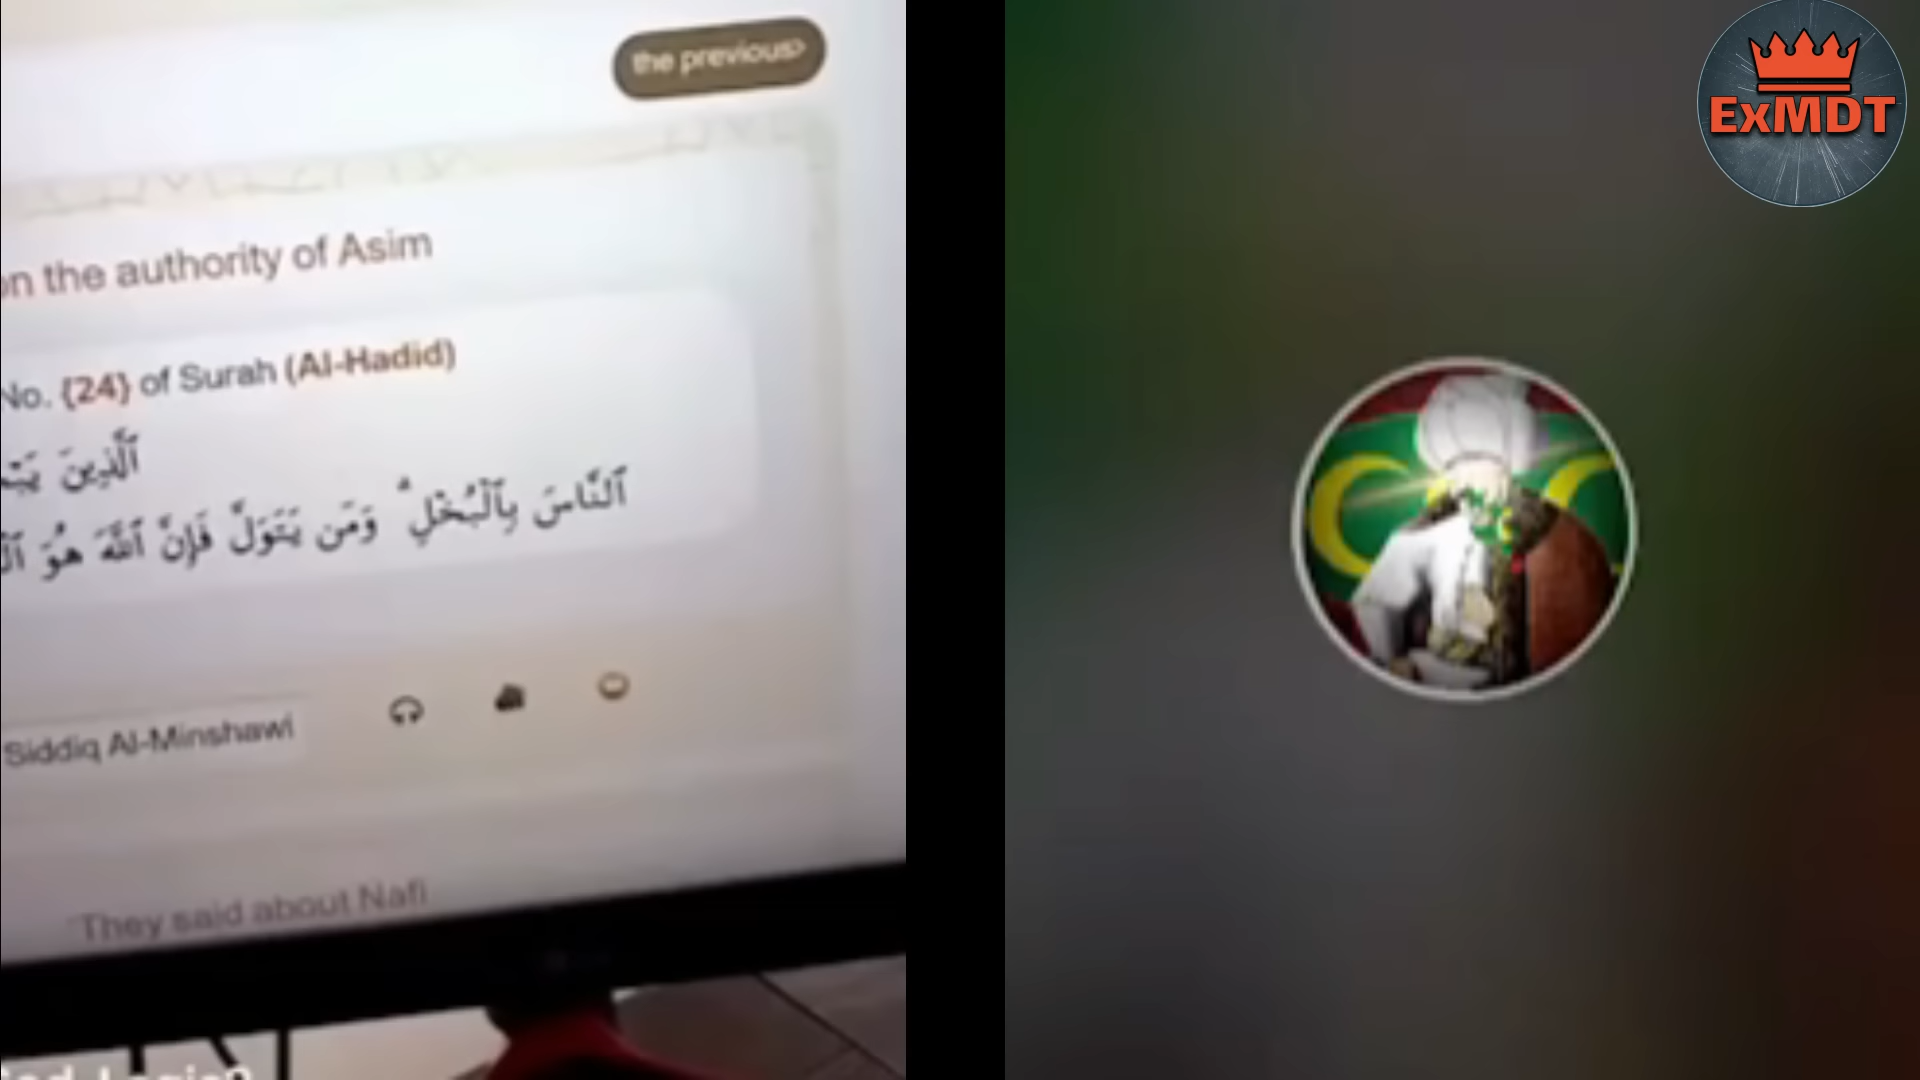 the previous>
on the authority of Asim
No. {24} of Surah (Al-Hadid)
ٱلَّذِينَ
ٱلنَّاسَ بِٱلْبُخْلِ ۗ وَمَن يَتَوَلَّ فَإِنَّ ٱللَّهَ هُوَ
Siddiq Al-Minshawi
They said about Nafi
ExMDT